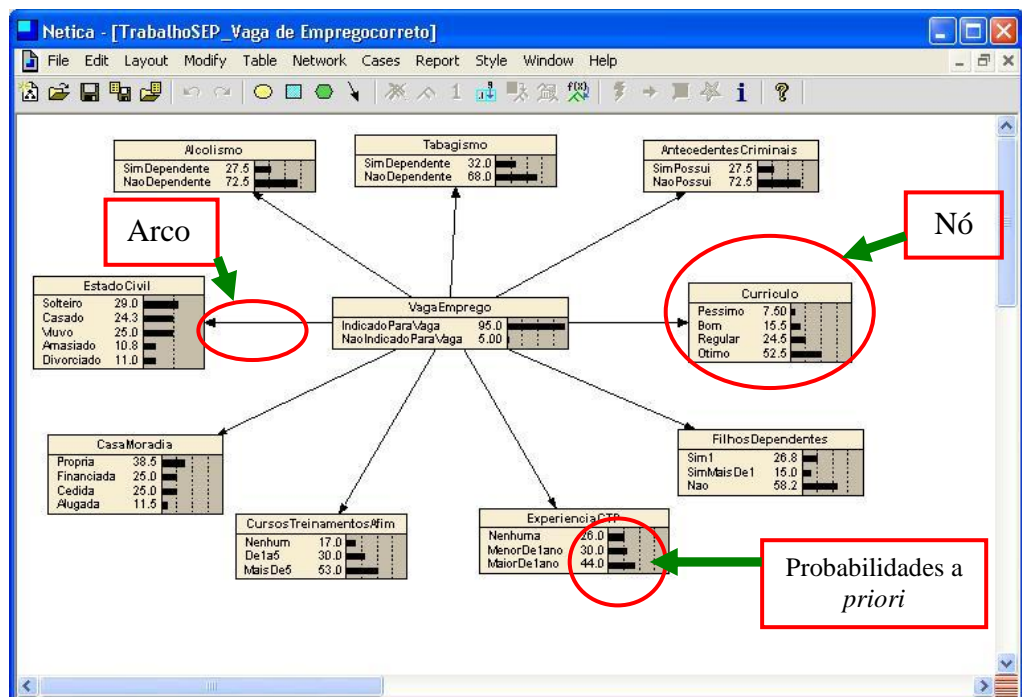 Netica - [TrabalhoSEP_Vaga de Empregocorreto]
File Edit Layout Modify Table Network Cases Report Style Window Help
Alcolismo
SimDependente 27.5
NaoDependente 72.5
Tabagismo
SimDependente 32.0
NaoDependente 68.0
AntecedentesCriminais
SimPossui 27.5
NaoPossui 72.5
Arco
Nó
EstadoCivil
Solteiro 29.0
Casado 24.3
Viuvo 25.0
Amasiado 10.8
Divorciado 11.0
VagaEmprego
IndicadoParaVaga 95.0
NaoIndicadoParaVaga 5.00
Curriculo
Pessimo 7.50
Bom 15.5
Regular 24.5
Otimo 52.5
CasaMoradia
Propria 38.5
Financiada 25.0
Cedida 25.0
Alugada 11.5
FilhosDependentes
Sim1 26.8
SimMaisDe1 15.0
Nao 58.2
CursosTreinamentosAfim
Nenhum 17.0
De1a5 30.0
MaisDe5 53.0
ExperienciaCTP
Nenhuma 26.0
MenorDe1ano 30.0
MaiorDe1ano 44.0
Probabilidades a
priori